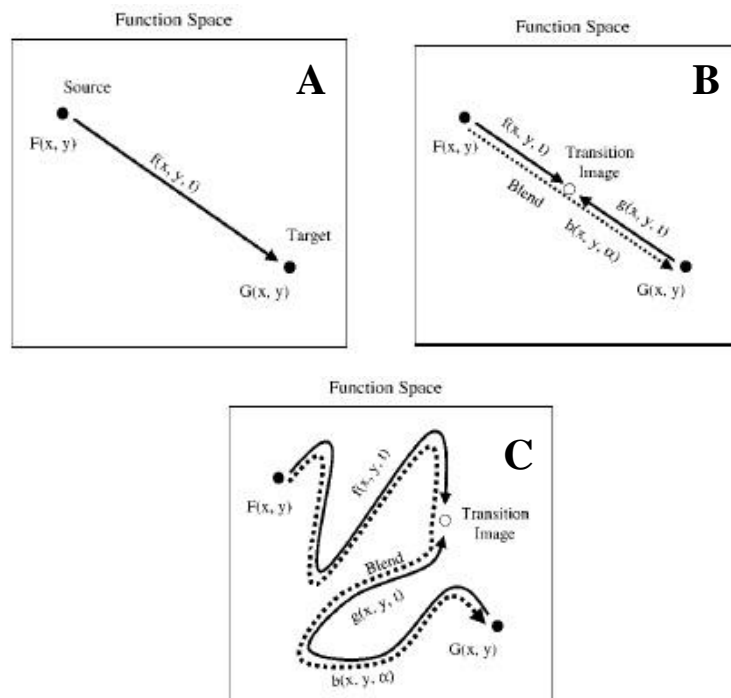 Function Space
A
Source
F(x, y)
f(x, y, t)
Target
G(x, y)
Function Space
B
F(x, y)
f(x, y, t)
Transition
Image
Blend
g(x, y, t)
b(x, y, α)
G(x, y)
Function Space
C
F(x, y)
f(x, y, t)
Transition
Image
Blend
g(x, y, t)
G(x, y)
b(x, y, α)